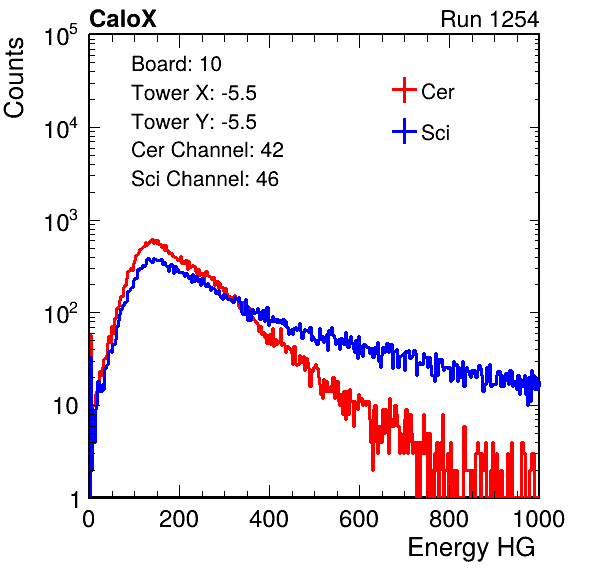 CaloX Run 1254
Counts
Board: 10
Tower X: -5.5
Tower Y: -5.5
Cer Channel: 42
Sci Channel: 46
Cer
Sci
10^5
10^4
10^3
10^2
10
1
0 200 400 600 800 1000
Energy HG